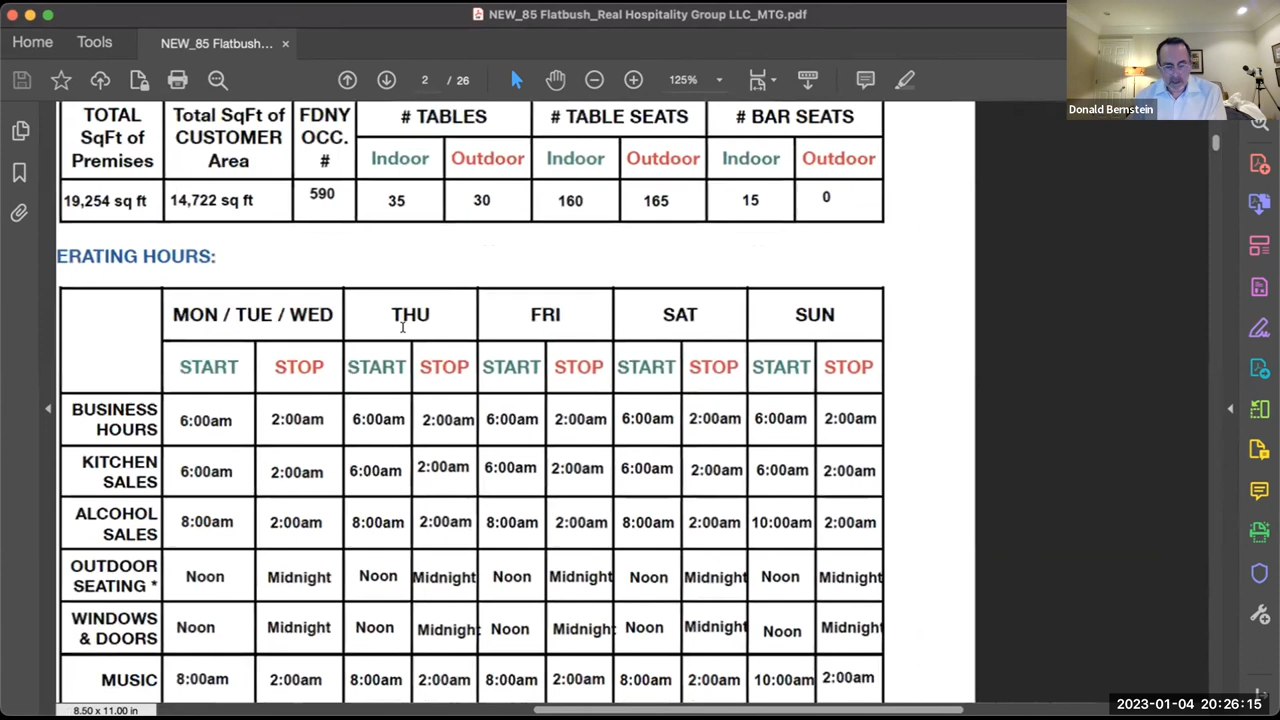 NEW_85 Flatbush_Real Hospitality Group LLC_MTG.pdf
Home Tools NEW_85 Flatbush... ×
2 / 26 125%
Donald Bernstein
TOTAL SqFt of Premises
Total SqFt of CUSTOMER Area
FDNY OCC. #
# TABLES # TABLE SEATS # BAR SEATS
Indoor Outdoor Indoor Outdoor Indoor Outdoor
19,254 sq ft 14,722 sq ft 590 35 30 160 165 15 0
ERATING HOURS:
MON / TUE / WED THU FRI SAT SUN
START STOP START STOP START STOP START STOP START STOP
BUSINESS HOURS 6:00am 2:00am 6:00am 2:00am 6:00am 2:00am 6:00am 2:00am 6:00am 2:00am
KITCHEN SALES 6:00am 2:00am 6:00am 2:00am 6:00am 2:00am 6:00am 2:00am 6:00am 2:00am
ALCOHOL SALES 8:00am 2:00am 8:00am 2:00am 8:00am 2:00am 8:00am 2:00am 10:00am 2:00am
OUTDOOR SEATING * Noon Midnight Noon Midnight Noon Midnight Noon Midnight Noon Midnight
WINDOWS & DOORS Noon Midnight Noon Midnight Noon Midnight Noon Midnight Noon Midnight
MUSIC 8:00am 2:00am 8:00am 2:00am 8:00am 2:00am 8:00am 2:00am 10:00am 2:00am
8.50 x 11.00 in
2023-01-04 20:26:15